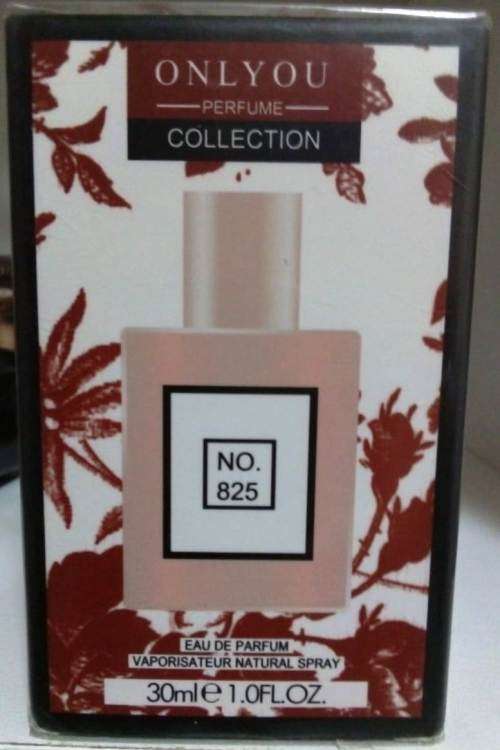 ONLYOU
PERFUME
COLLECTION
NO.
825
EAU DE PARFUM
VAPORISATEUR NATURAL SPRAY
30ml ℮ 1.0FL.OZ.